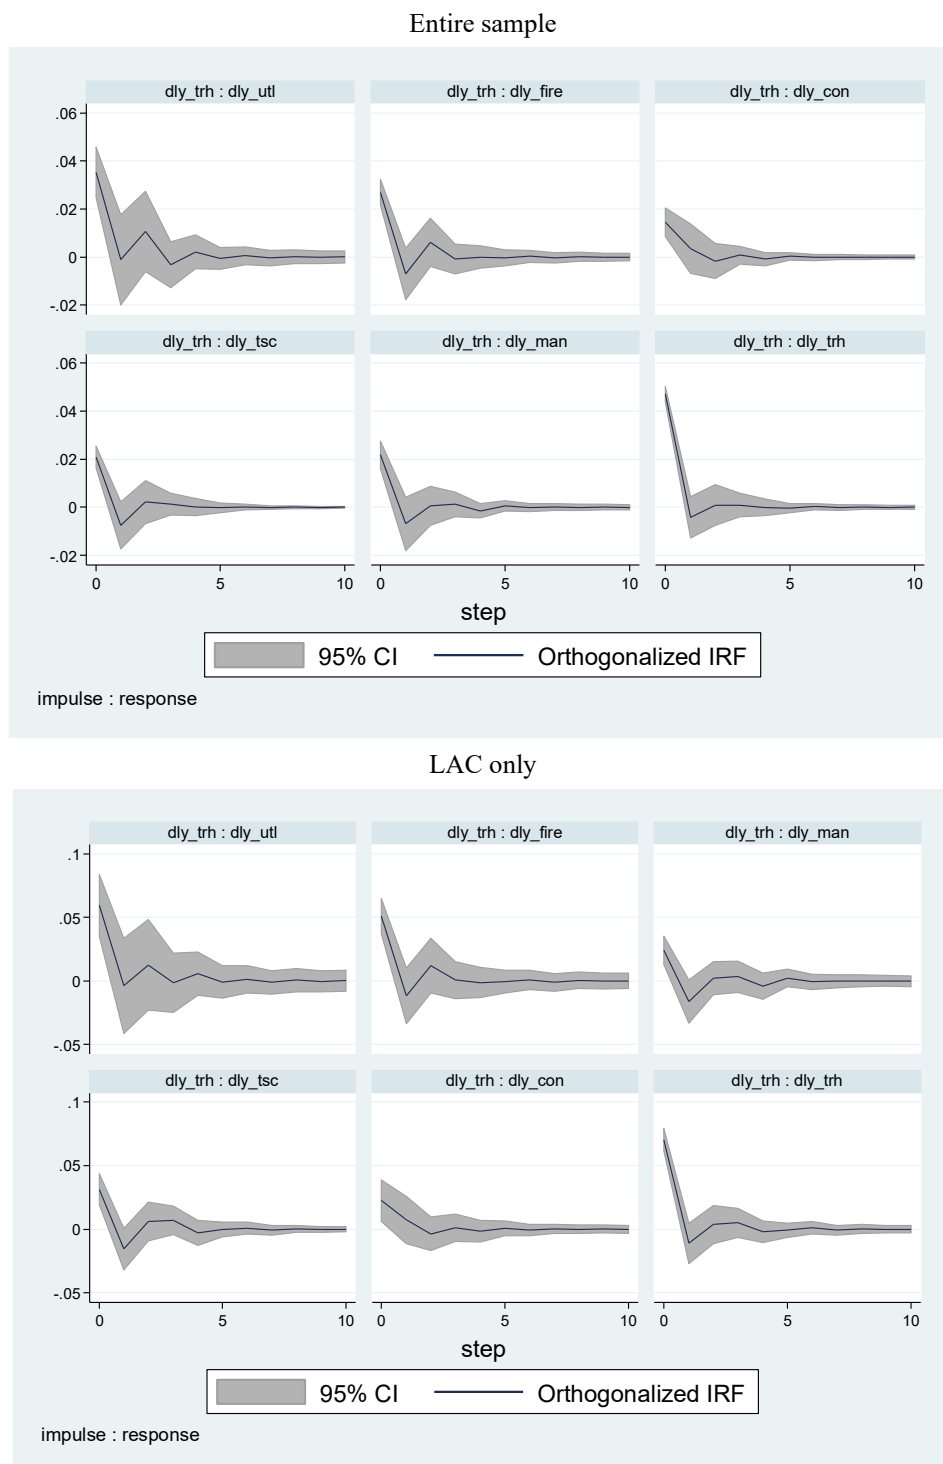 Entire sample
dly_trh : dly_utl
dly_trh : dly_fire
dly_trh : dly_con
.06
.04
.02
0
-.02
dly_trh : dly_tsc
dly_trh : dly_man
dly_trh : dly_trh
.06
.04
.02
0
-.02
0 5 10
0 5 10
0 5 10
step
95% CI
Orthogonalized IRF
impulse : response
LAC only
dly_trh : dly_utl
dly_trh : dly_fire
dly_trh : dly_man
.1
.05
0
-.05
dly_trh : dly_tsc
dly_trh : dly_con
dly_trh : dly_trh
.1
.05
0
-.05
0 5 10
0 5 10
0 5 10
step
95% CI
Orthogonalized IRF
impulse : response